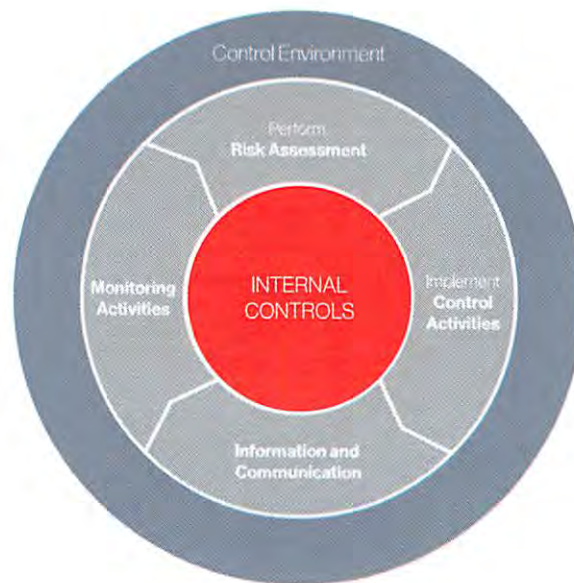 Control Environment
Perform
Risk Assessment
Monitoring
Activities
INTERNAL
CONTROLS
Implement
Control
Activities
Information and
Communication